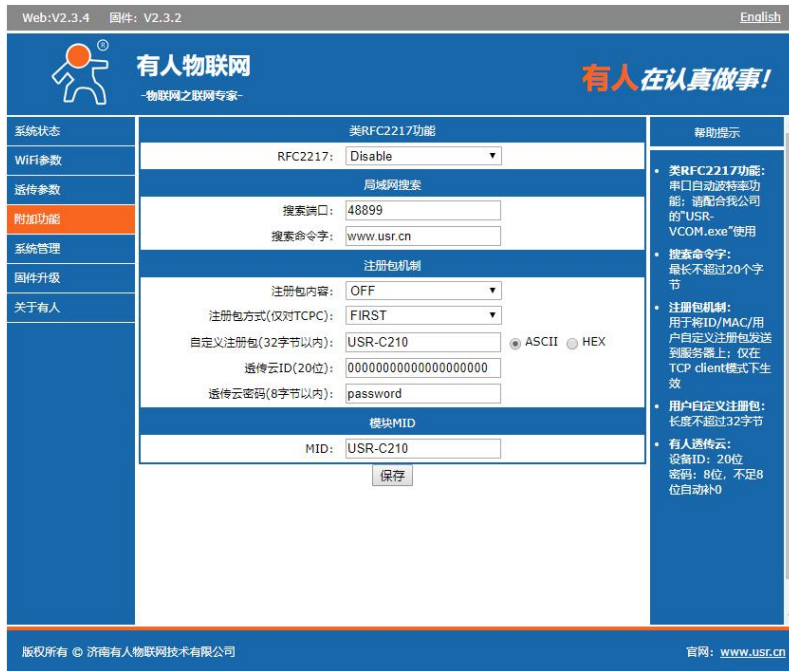 Web:V2.3.4 固件: V2.3.2 English
®
有人物联网
-物联网之联网专家-
有人在认真做事!
系统状态
WiFi参数
透传参数
附加功能
系统管理
固件升级
关于有人
类RFC2217功能
RFC2217: Disable
局域网搜索
搜索端口: 48899
搜索命令字: www.usr.cn
注册包机制
注册包内容: OFF
注册包方式(仅对TCPC): FIRST
自定义注册包(32字节以内): USR-C210 ASCII HEX
透传云ID(20位): 00000000000000000000
透传云密码(8字节以内): password
模块MID
MID: USR-C210
保存
帮助提示
• 类RFC2217功能:
串口自动波特率功
能; 请配合我公司
的"USR-
VCOM.exe"使用
• 搜索命令字:
最长不超过20个字
节
• 注册包机制:
用于将ID/MAC/用
户自定义注册包发送
到服务器上; 仅在
TCP client模式下生
效
• 用户自定义注册包:
长度不超过32字节
• 有人透传云:
设备ID: 20位
密码: 8位, 不足8
位自动补0
版权所有 © 济南有人物联网技术有限公司 官网: www.usr.cn